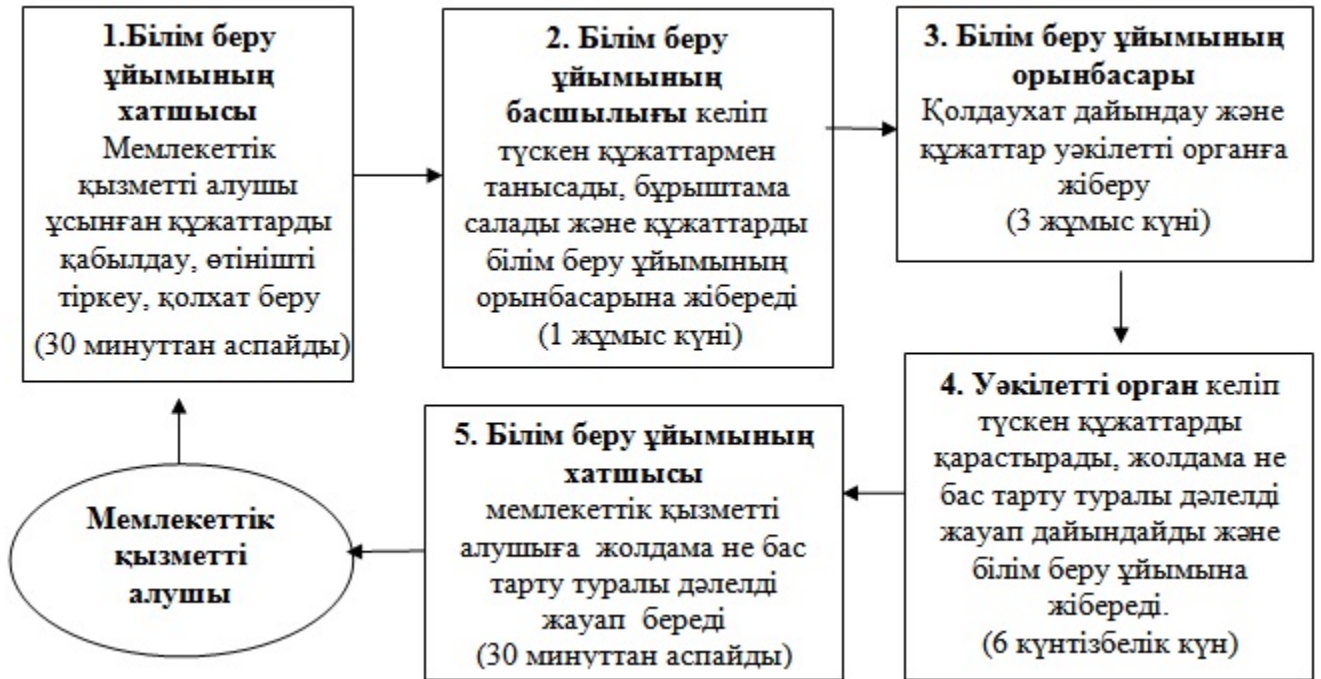 1.Білім беру
ұйымының
хатшысы
Мемлекеттік
қызметті алушы
ұсынған құжаттарды
қабылдау, өтінішті
тіркеу, қолхат беру
(30 минуттан аспайды)
2. Білім беру
ұйымының
басшылығы келіп
түскен құжаттармен
танысады, бұрыштама
салады және құжаттарды
білім беру ұйымының
орынбасарына жібереді
(1 жұмыс күні)
3. Білім беру ұйымының
орынбасары
Қолдаухат дайындау және
құжаттар уәкілетті органға
жіберу
(3 жұмыс күні)
4. Уәкілетті орган келіп
түскен құжаттарды
қарастырады, жолдама не
бас тарту туралы дәлелді
жауап дайындайды және
білім беру ұйымына
жібереді.
(6 күнтізбелік күн)
5. Білім беру ұйымының
хатшысы
мемлекеттік қызметті
алушыға жолдама не бас
тарту туралы дәлелді
жауап береді
(30 минуттан аспайды)
Мемлекеттік
қызметті
алушы